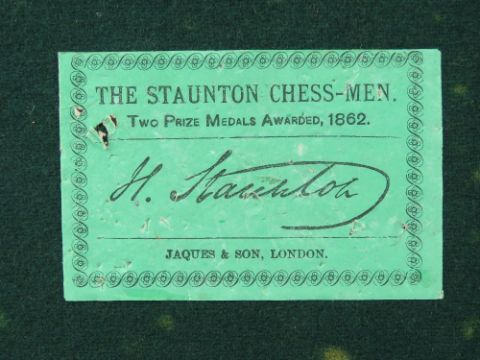 THE STAUNTON CHESS-MEN.
TWO PRIZE MEDALS AWARDED, 1862.
H. Staunton
JAQUES & SON, LONDON.